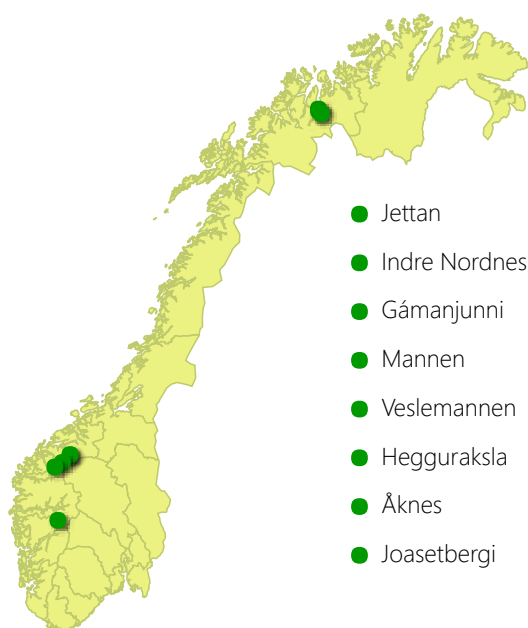 Jettan
Indre Nordnes
Gámanjunni
Mannen
Veslemannen
Hegguraksla
Åknes
Joasetbergi